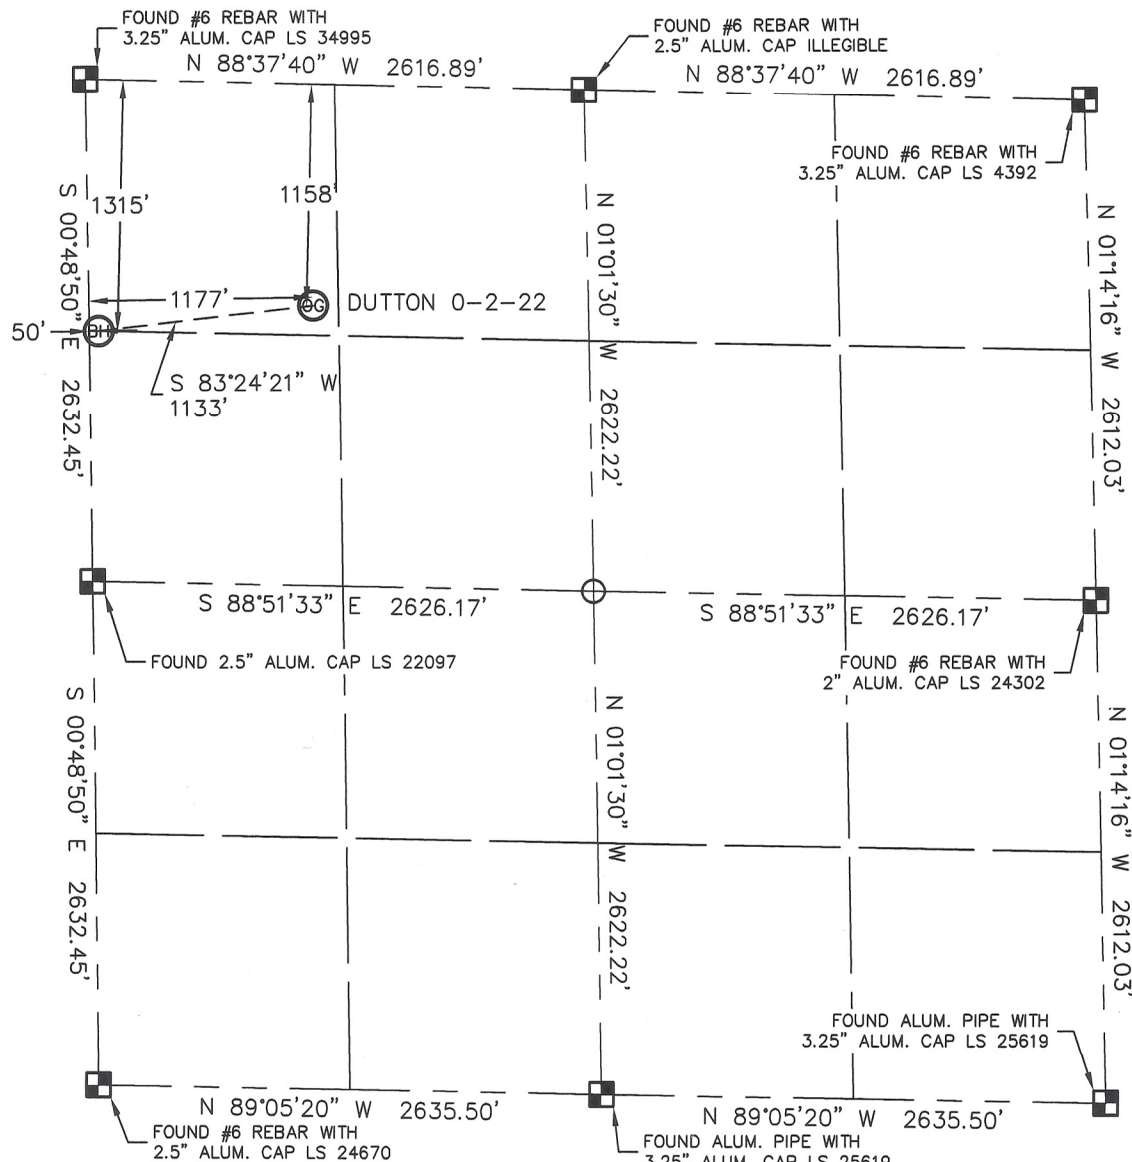 FOUND #6 REBAR WITH
3.25" ALUM. CAP LS 34995
N 88°37'40" W 2616.89'
FOUND #6 REBAR WITH
2.5" ALUM. CAP ILLEGIBLE
N 88°37'40" W 2616.89'
FOUND #6 REBAR WITH
3.25" ALUM. CAP LS 4392
1315'
1158'
S 00°48'50" E 2632.45'
N 01°01'30" W 2622.22'
N 01°14'16" W 2612.03'
1177'
DUTTON 0-2-22
50'
BH
S 83°24'21" W
1133'
S 88°51'33" E 2626.17'
S 88°51'33" E 2626.17'
FOUND 2.5" ALUM. CAP LS 22097
FOUND #6 REBAR WITH
2" ALUM. CAP LS 24302
S 00°48'50" E 2632.45'
N 01°01'30" W 2622.22'
N 01°14'16" W 2612.03'
FOUND ALUM. PIPE WITH
3.25" ALUM. CAP LS 25619
N 89°05'20" W 2635.50'
N 89°05'20" W 2635.50'
FOUND #6 REBAR WITH
2.5" ALUM. CAP LS 24670
FOUND ALUM. PIPE WITH
3.25" ALUM. CAP LS 25619